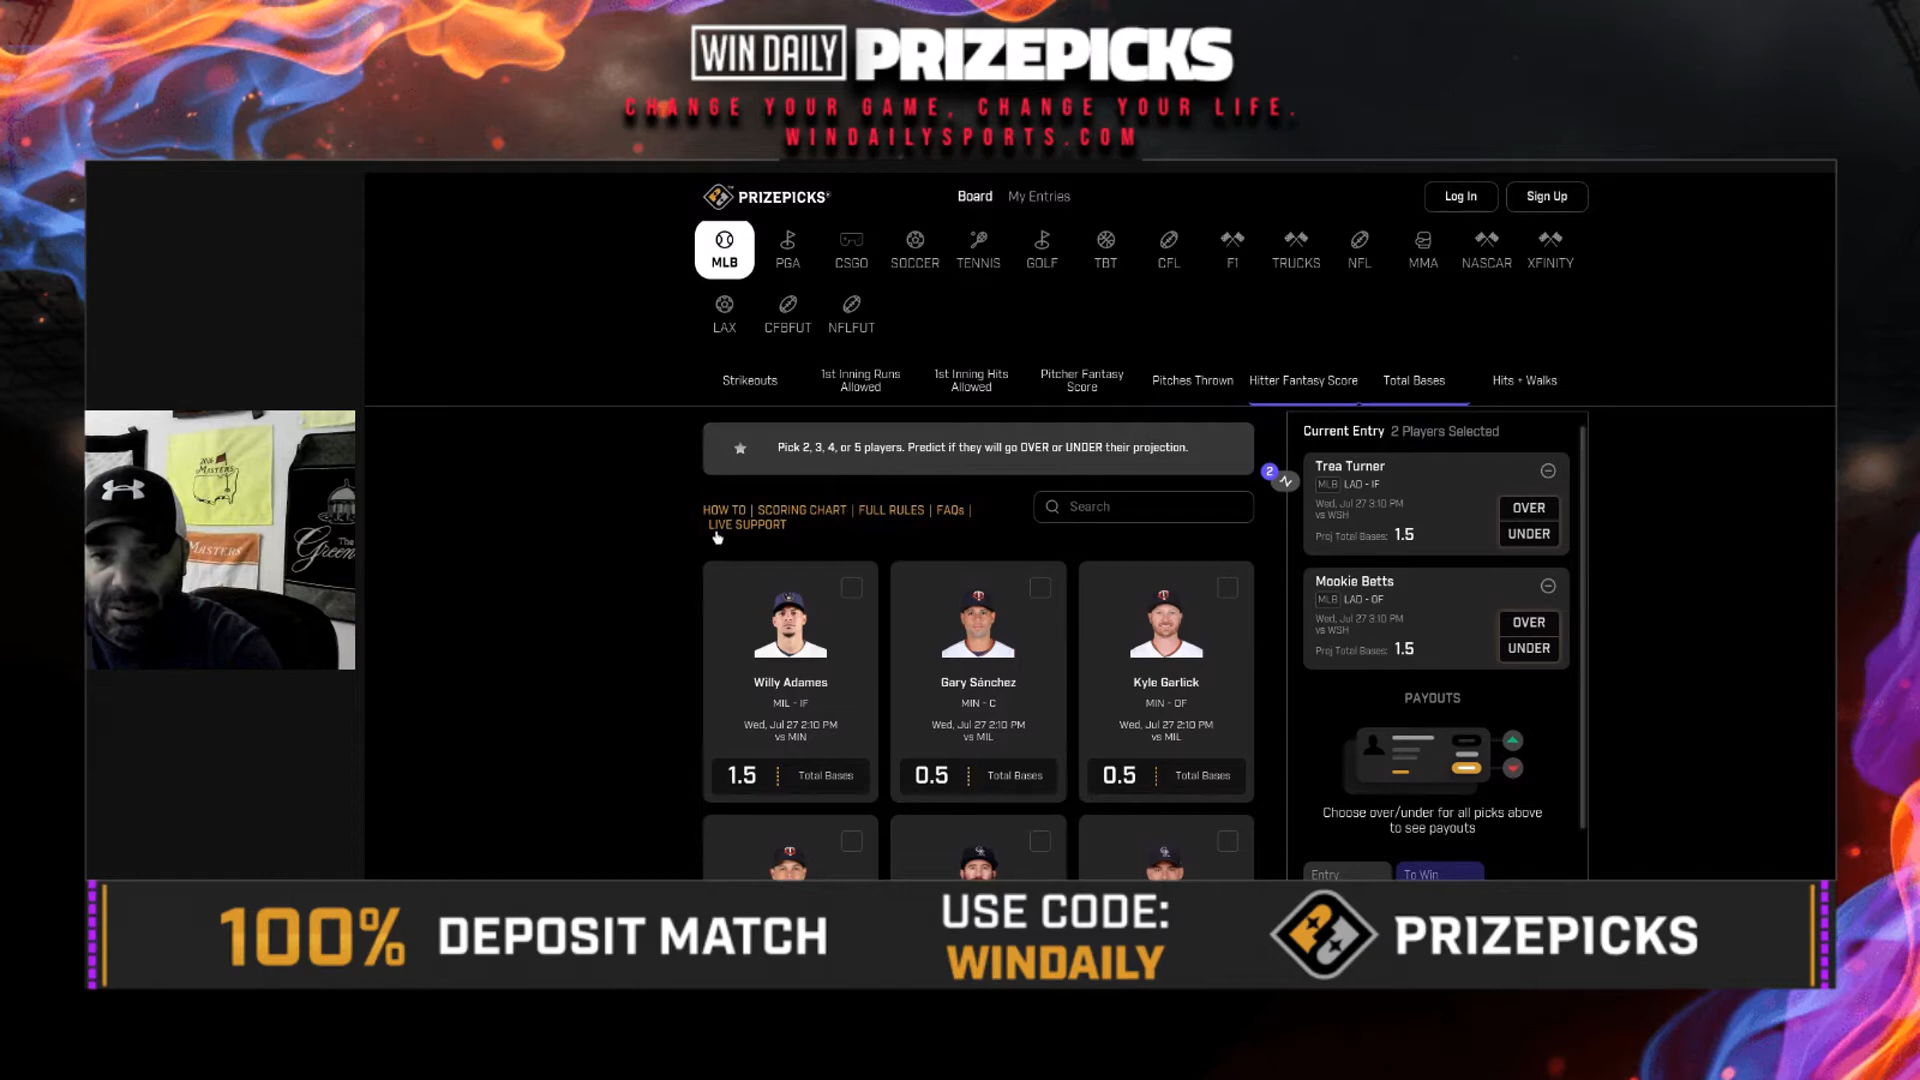 WIN DAILY PRIZEPICKS
CHANGE YOUR GAME, CHANGE YOUR LIFE.
WINDAILYSPORTS.COM
PRIZEPICKS®
Board My Entries
Log In Sign Up
MLB PGA CSGO SOCCER TENNIS GOLF TBT CFL F1 TRUCKS NFL MMA NASCAR XFINITY
LAX CFBFUT NFLFUT
Strikeouts
1st Inning Runs
Allowed
1st Inning Hits
Allowed
Pitcher Fantasy
Score
Pitches Thrown
Hitter Fantasy Score
Total Bases
Hits + Walks
Pick 2, 3, 4, or 5 players. Predict if they will go OVER or UNDER their projection.
HOW TO | SCORING CHART | FULL RULES | FAQs |
LIVE SUPPORT
Search
Willy Adames
MIL - IF
Wed, Jul 27 2:10 PM
vs MIN
1.5 Total Bases
Gary Sánchez
MIN - C
Wed, Jul 27 2:10 PM
vs MIL
0.5 Total Bases
Kyle Garlick
MIN - OF
Wed, Jul 27 2:10 PM
vs MIL
0.5 Total Bases
2
Current Entry 2 Players Selected
Trea Turner
MLB LAD - IF
Wed, Jul 27 3:10 PM
vs WSH
Proj Total Bases: 1.5
OVER
UNDER
Mookie Betts
MLB LAD - OF
Wed, Jul 27 3:10 PM
vs WSH
Proj Total Bases: 1.5
OVER
UNDER
PAYOUTS
Choose over/under for all picks above
to see payouts
Entry To Win
MASTERS
MASTERS
The
Green
100% DEPOSIT MATCH
USE CODE:
WINDAILY
PRIZEPICKS